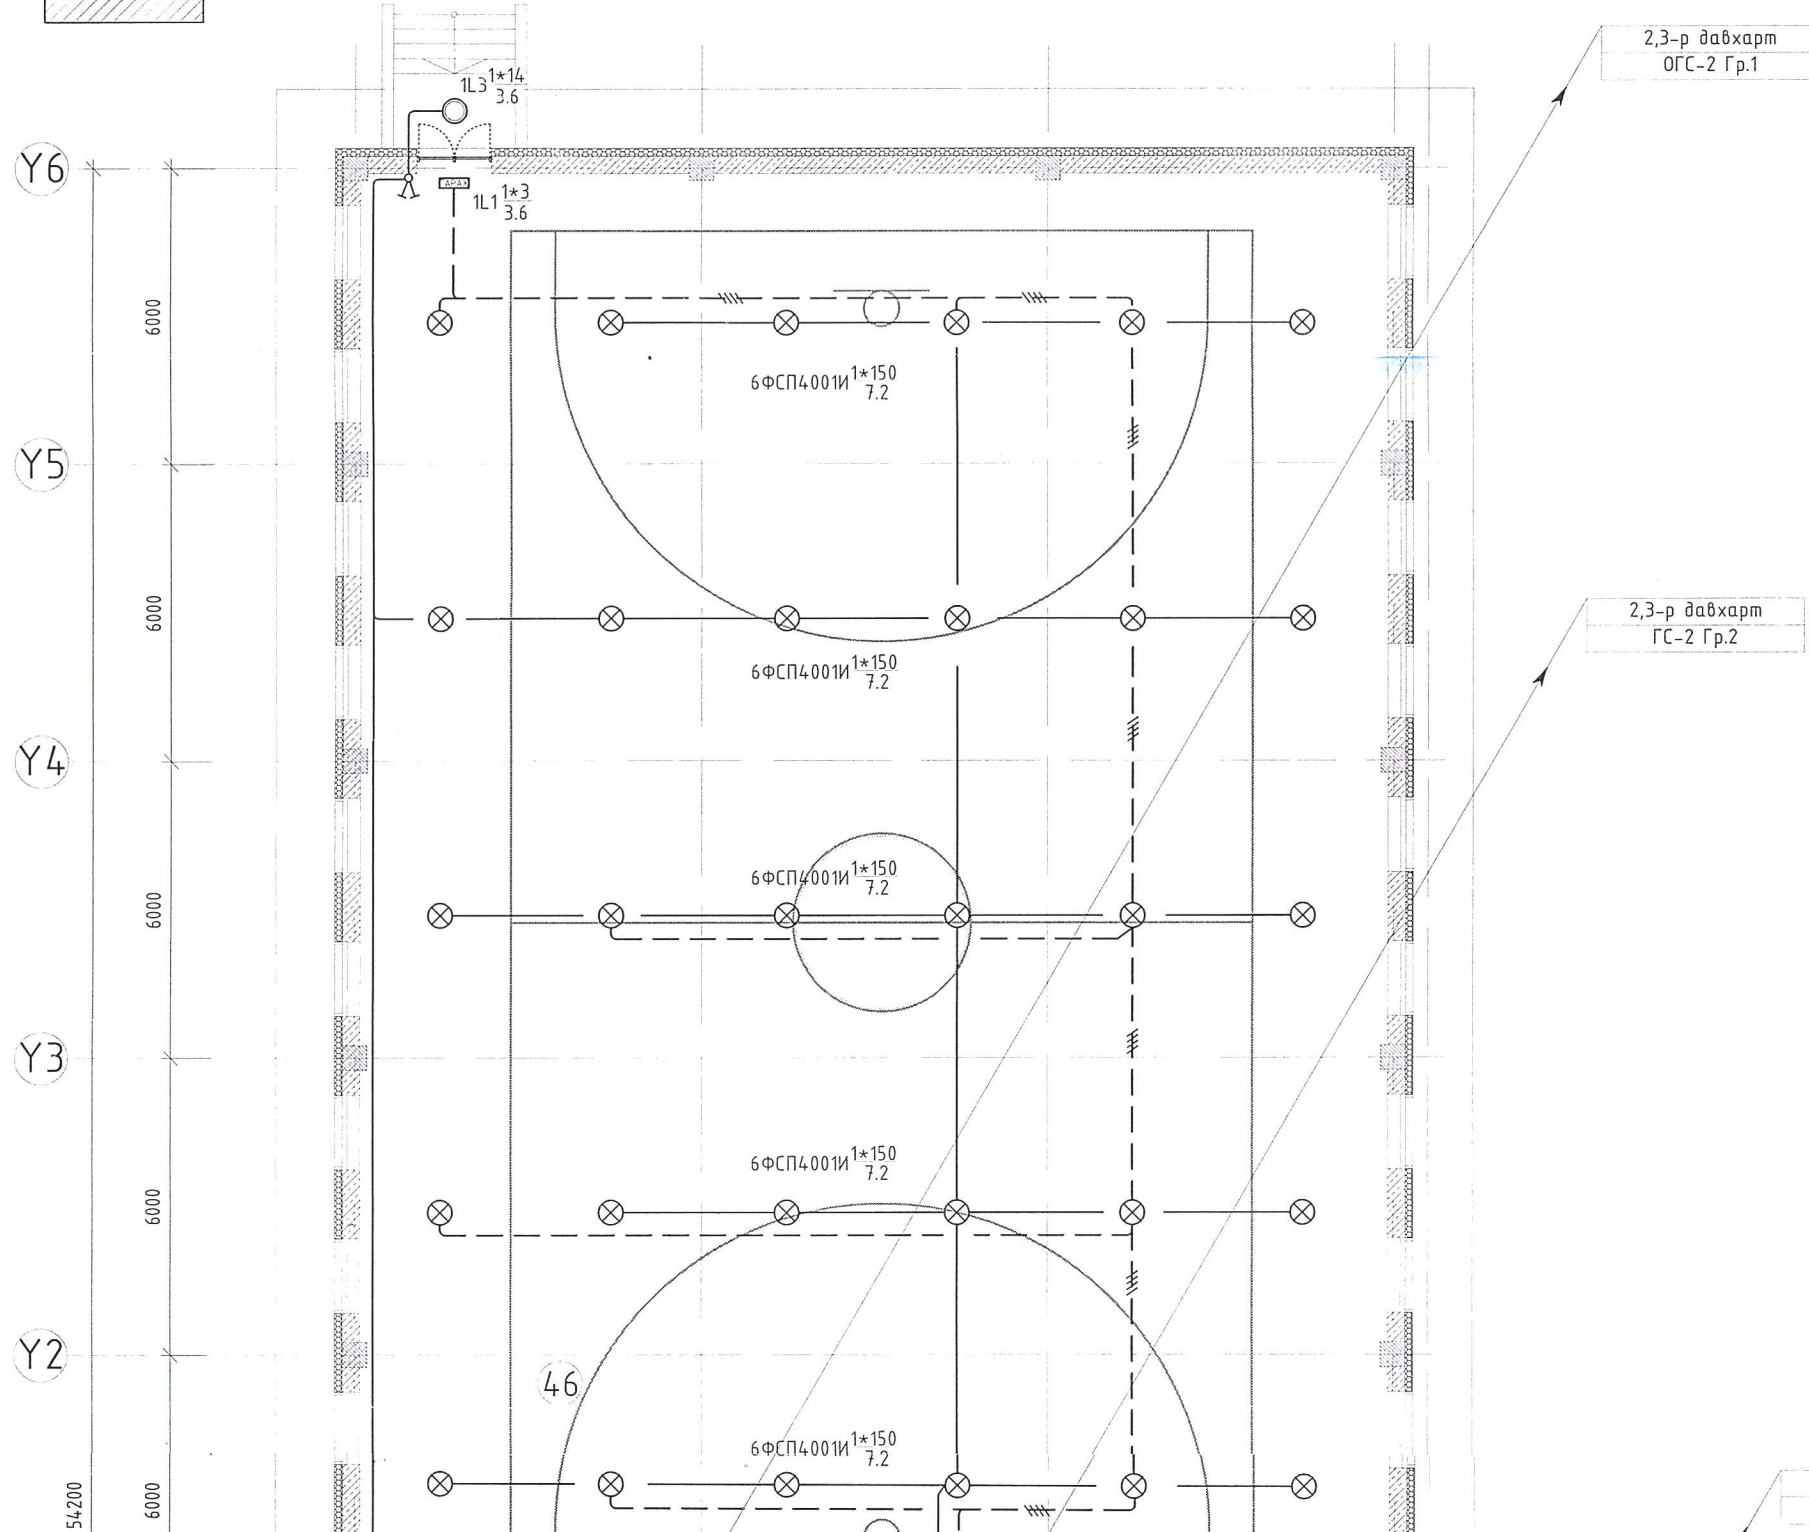 2,3-р давхарт
ОГС-2 Гр.1
1L3 1*14
3.6
Y6
1L1 1*3
3.6
6000
6ФСП4001И 1*150
7.2
Y5
6000
2,3-р давхарт
ГС-2 Гр.2
6ФСП4001И 1*150
7.2
Y4
6000
6ФСП4001И 1*150
7.2
Y3
6ФСП4001И 1*150
7.2
6000
Y2
46
6ФСП4001И 1*150
7.2
54200
6000